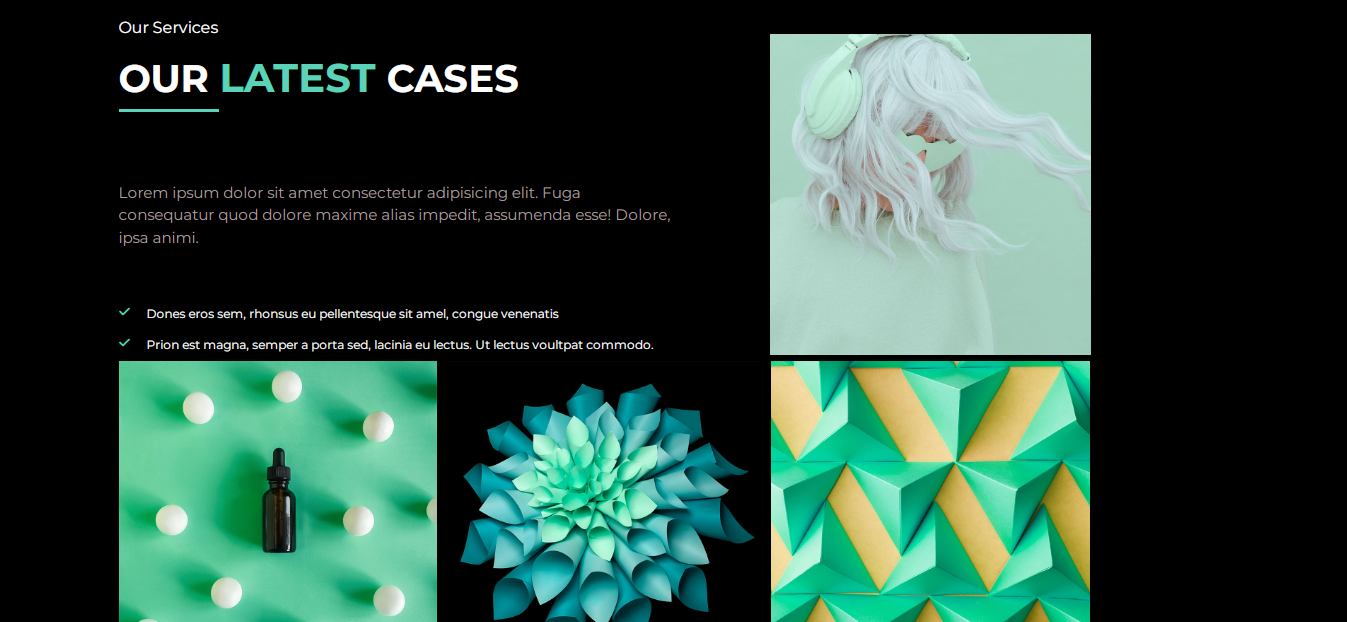 Our Services
OUR LATEST CASES
Lorem ipsum dolor sit amet consectetur adipisicing elit. Fuga
consequatur quod dolore maxime alias impedit, assumenda esse! Dolore,
ipsa animi.
Dones eros sem, rhonsus eu pellentesque sit amel, congue venenatis
Prion est magna, semper a porta sed, lacinia eu lectus. Ut lectus voultpat commodo.